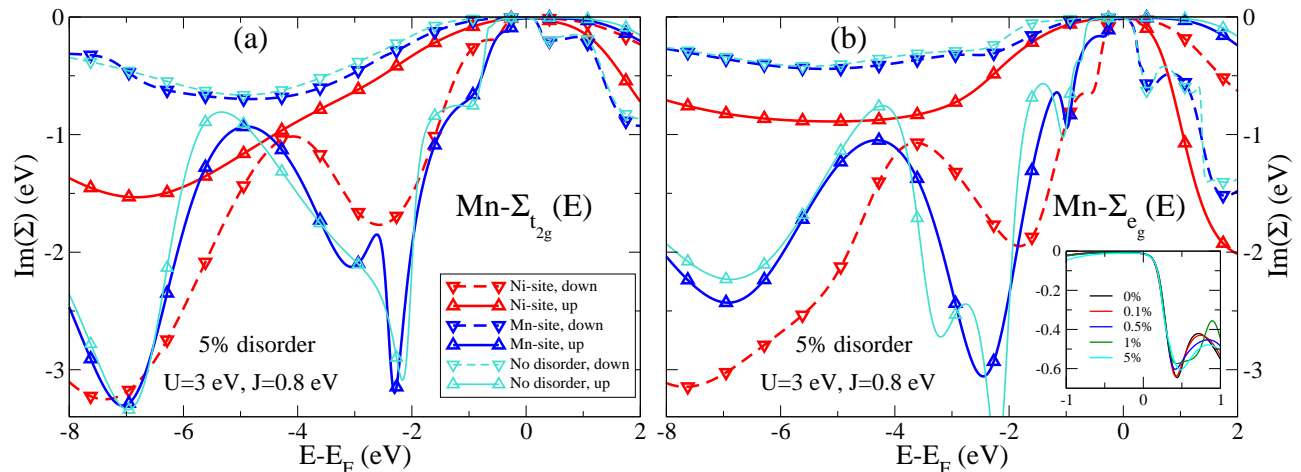 (a)
Im(Σ) (eV)
0
-1
-2
-3
Mn-Σt2g(E)
Ni-site, down
Ni-site, up
Mn-site, down
Mn-site, up
No disorder, down
No disorder, up
5% disorder
U=3 eV, J=0.8 eV
-8
-6
-4
-2
0
2
E-EF (eV)
(b)
Mn-Σeg(E)
5% disorder
U=3 eV, J=0.8 eV
0
-0.2
-0.4
-0.6
0%
0.1%
0.5%
1%
5%
-1
0
1
0
-1
-2
-3
Im(Σ) (eV)
-8
-6
-4
-2
0
2
E-EF (eV)